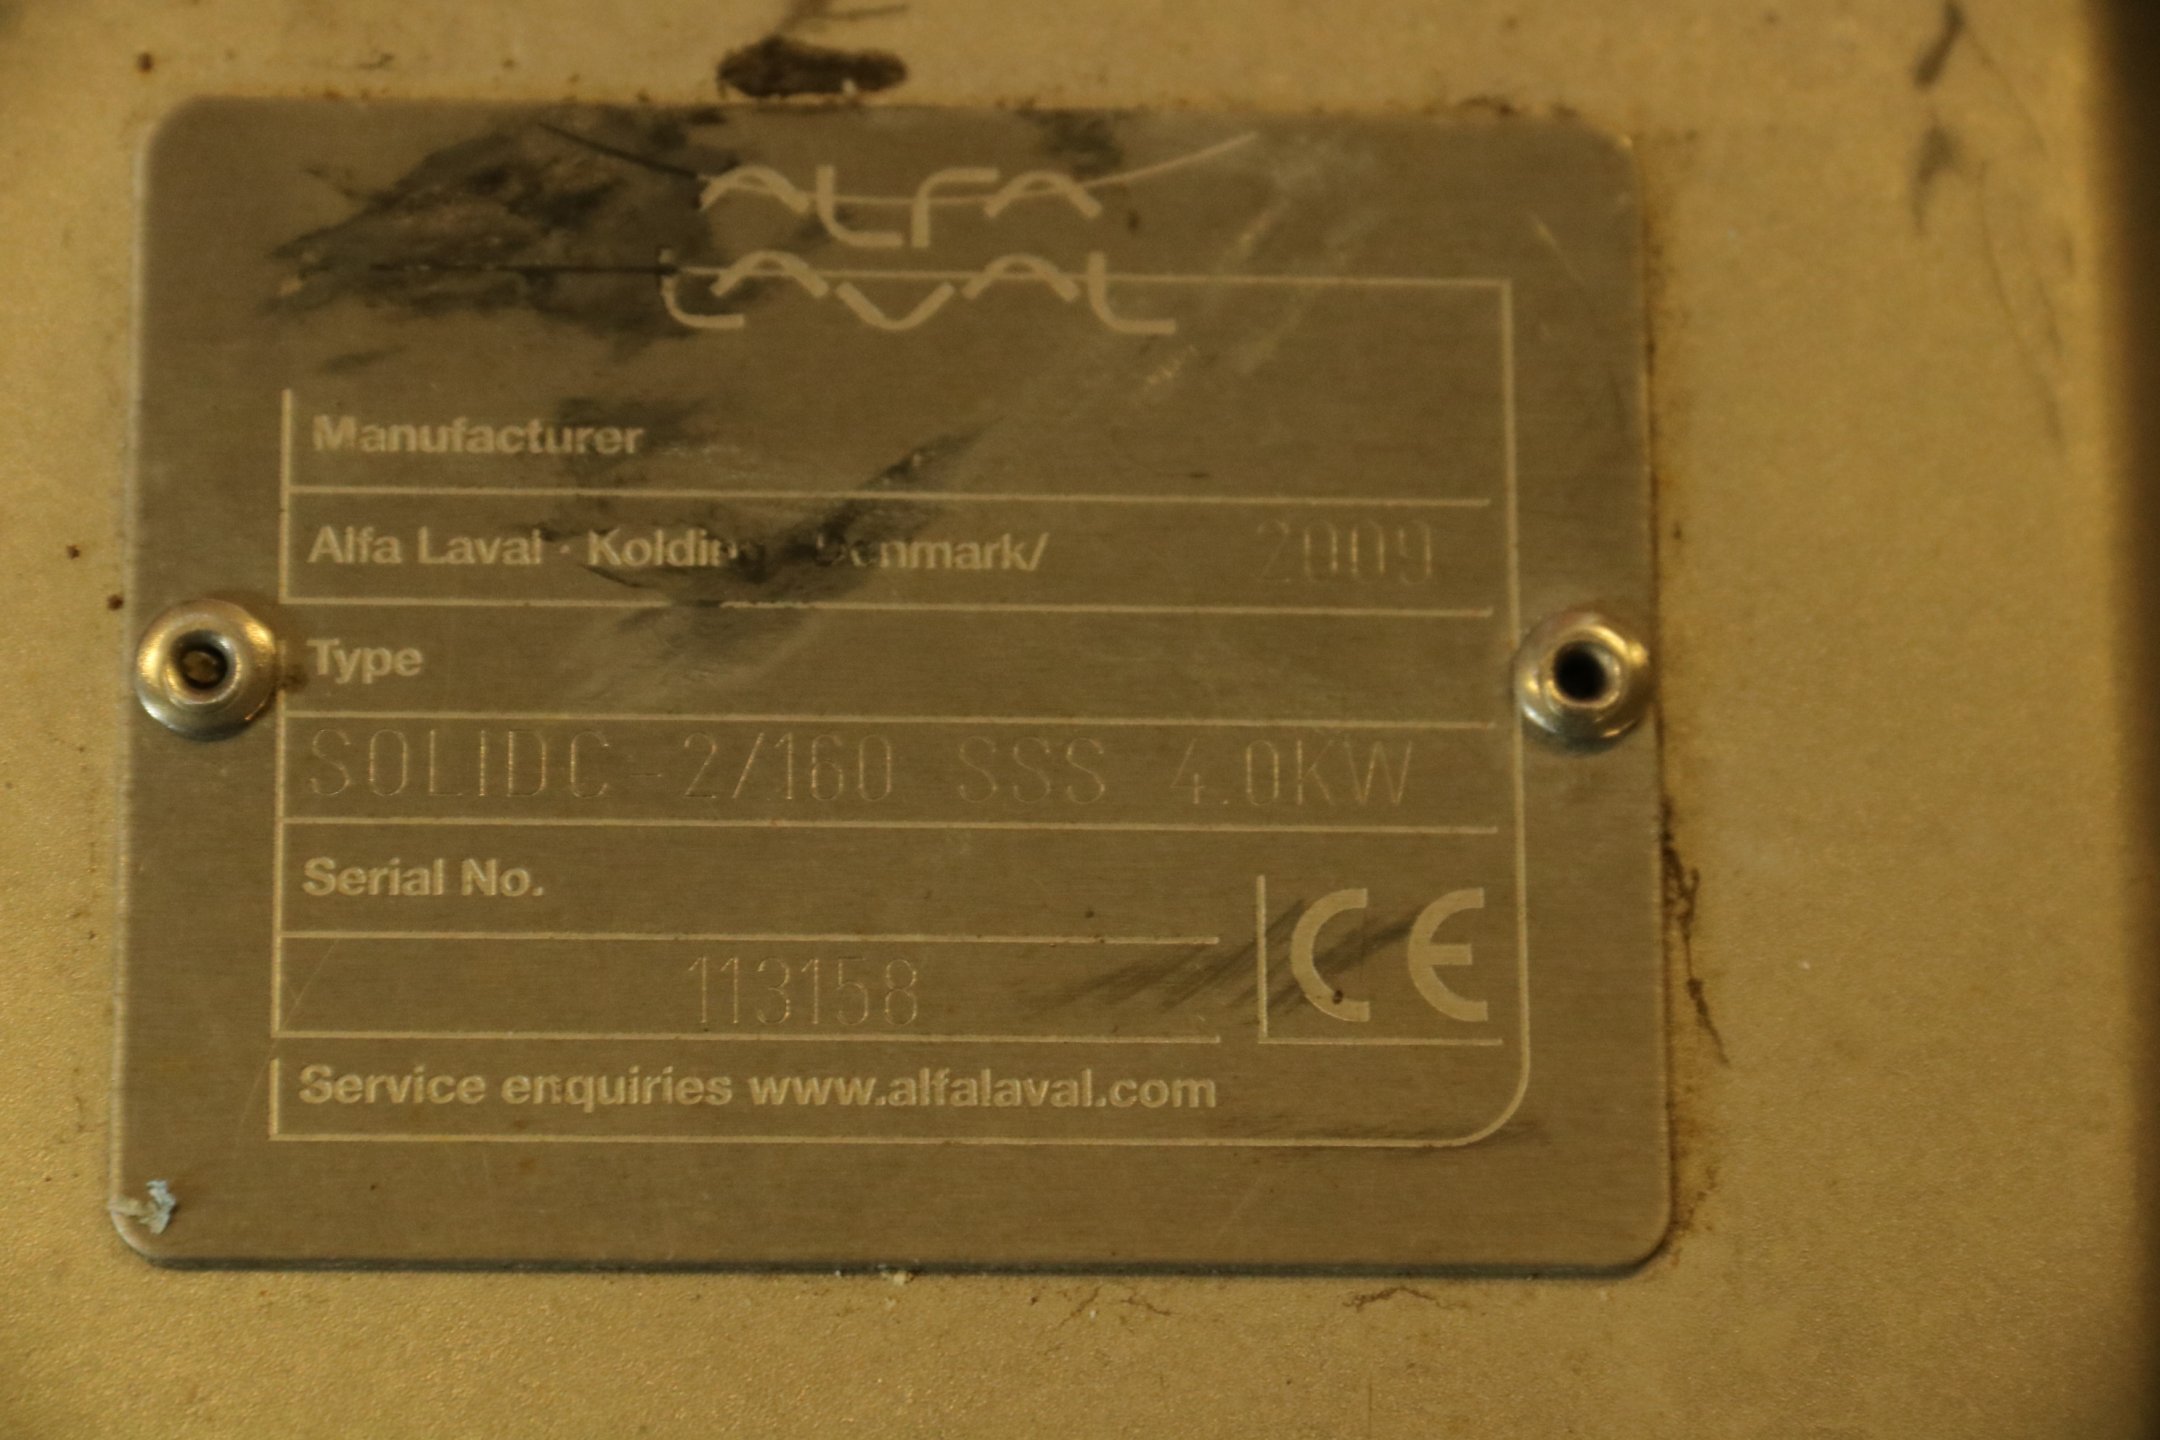 ALFA
LAVAL
Manufacturer
Alfa Laval · Kolding Denmark/ 2009
Type
SOLIDC-2/160 SSS 4.0KW
Serial No.
113158
CE
Service enquiries www.alfalaval.com